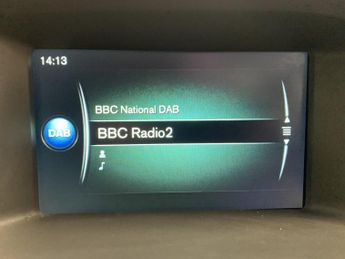 14:13
BBC National DAB
DAB
BBC Radio2